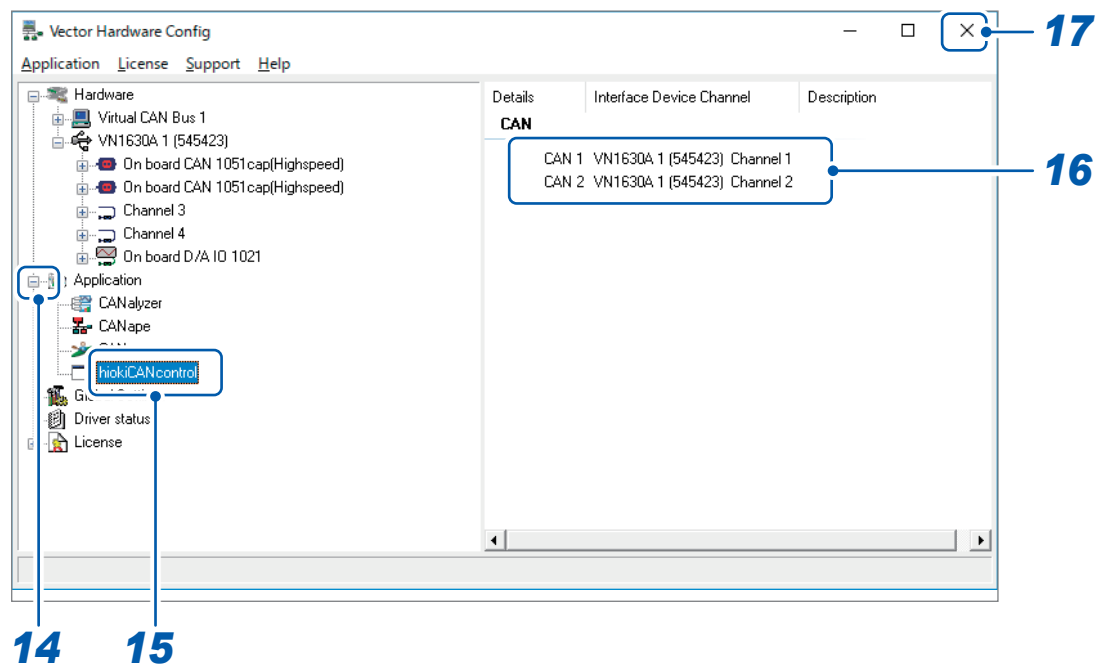 Vector Hardware Config
17
Application License Support Help
Hardware
Virtual CAN Bus 1
VN1630A 1 (545423)
On board CAN 1051cap(Highspeed)
On board CAN 1051cap(Highspeed)
Channel 3
Channel 4
On board D/A IO 1021
Application
CANalyzer
CANape
hiokiCANcontrol
Driver status
License
Details Interface Device Channel Description
CAN
CAN 1 VN1630A 1 (545423) Channel 1
CAN 2 VN1630A 1 (545423) Channel 2
16
14
15